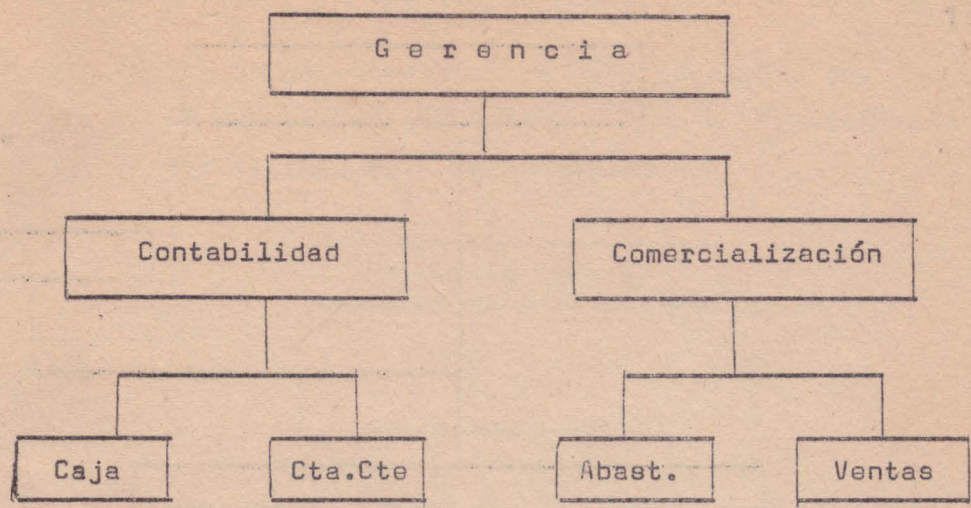 G e r e n c i a
Contabilidad Comercialización
Caja Cta.Cte Abast. Ventas